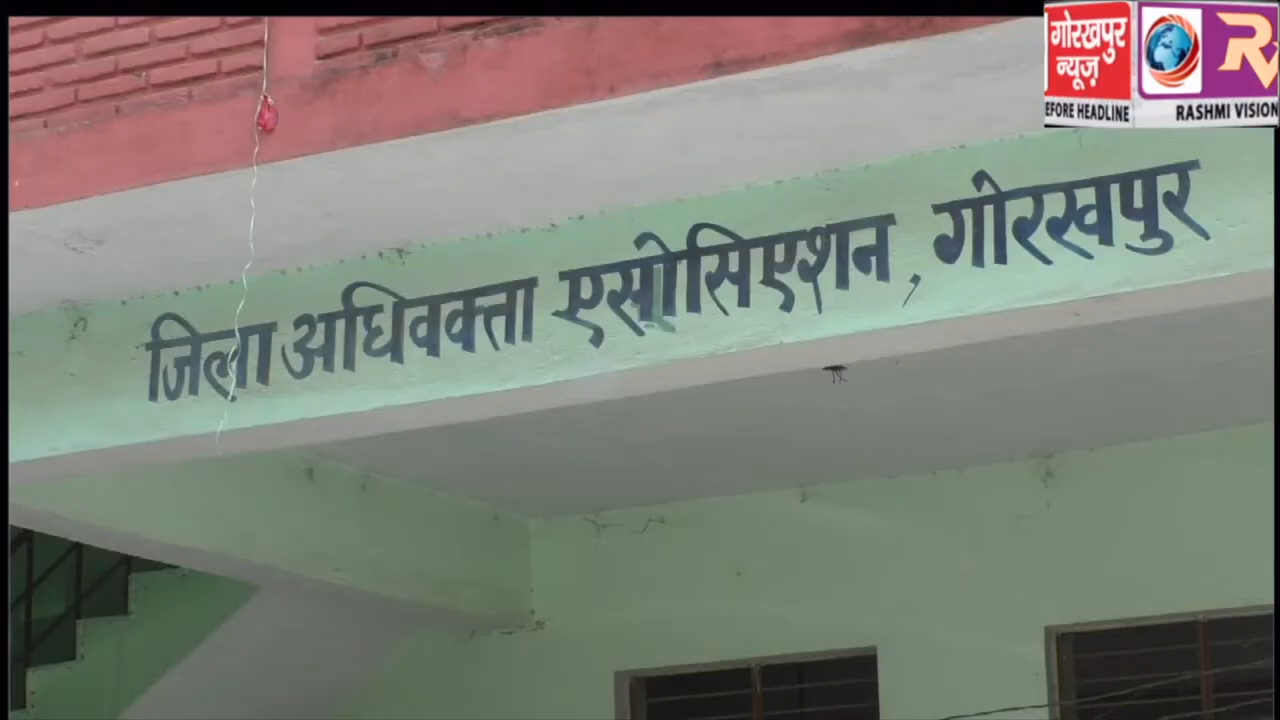 गोरखपुर
न्यूज़
EFORE HEADLINE
R
RASHMI VISION
जिला अधिवक्ता एसोसिएशन, गोरखपुर